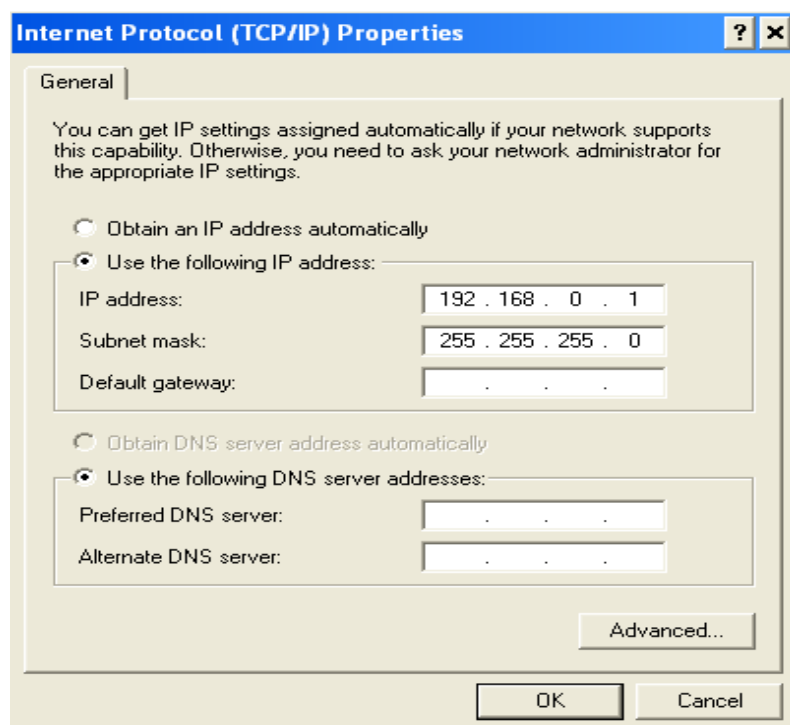 Internet Protocol (TCP/IP) Properties
General
You can get IP settings assigned automatically if your network supports
this capability. Otherwise, you need to ask your network administrator for
the appropriate IP settings.
Obtain an IP address automatically
Use the following IP address:
IP address: 192 . 168 . 0 . 1
Subnet mask: 255 . 255 . 255 . 0
Default gateway: . . .
Obtain DNS server address automatically
Use the following DNS server addresses:
Preferred DNS server: . . .
Alternate DNS server: . . .
Advanced...
OK Cancel